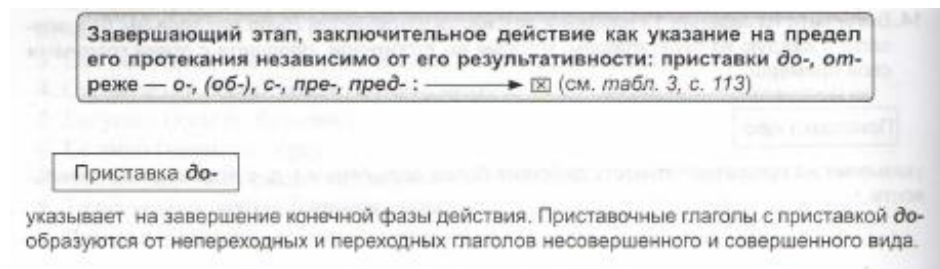 Завершающий этап, заключительное действие как указание на предел
его протекания независимо от его результативности: приставки до-, от-
реже — о-, (об-), с-, пре-, пред- : ⟶ ☒ (см. табл. 3, с. 113)
Приставка до-
указывает на завершение конечной фазы действия. Приставочные глаголы с приставкой до-
образуются от непереходных и переходных глаголов несовершенного и совершенного вида.